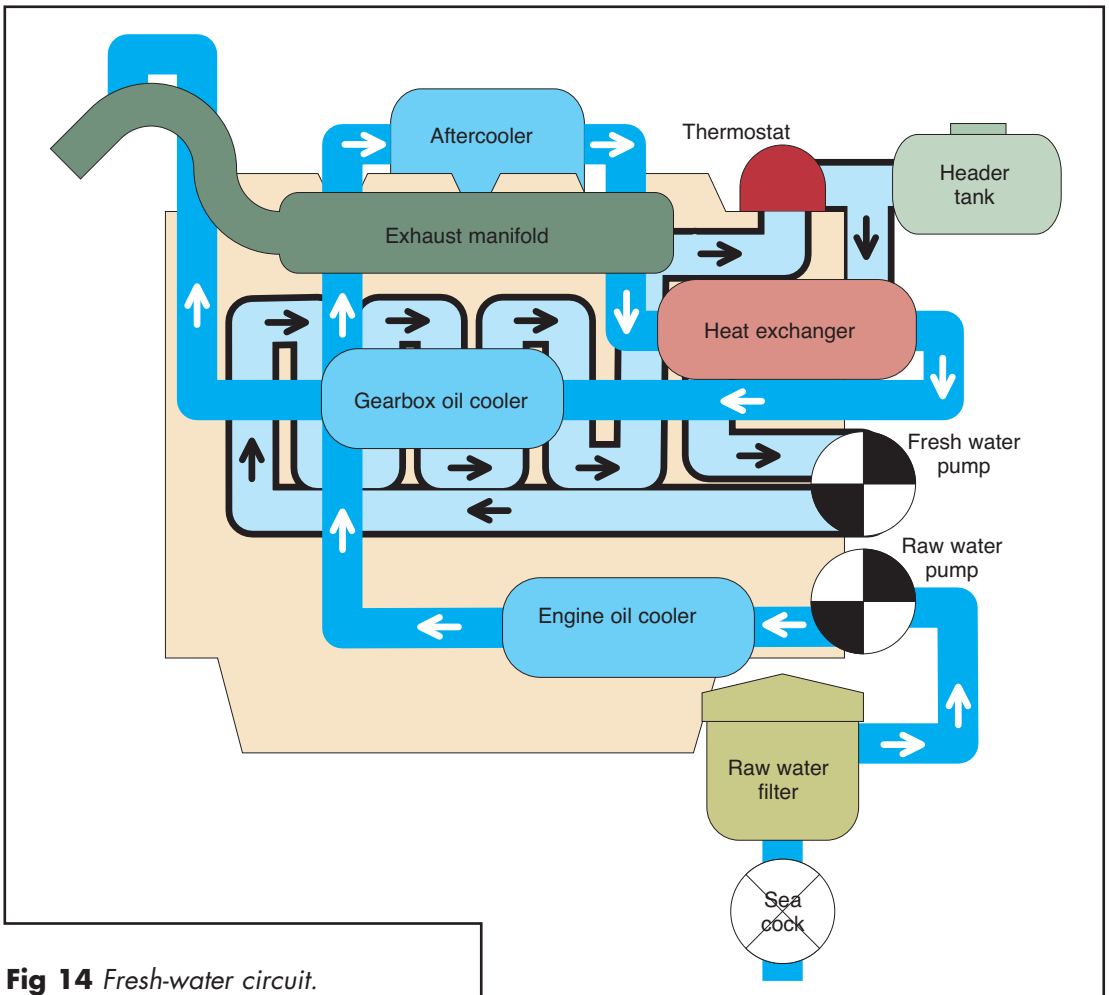 Aftercooler
Thermostat
Header
tank
Exhaust manifold
Heat exchanger
Gearbox oil cooler
Fresh water
pump
Raw water
pump
Engine oil cooler
Raw water
filter
Sea
cock
Fig 14 Fresh-water circuit.